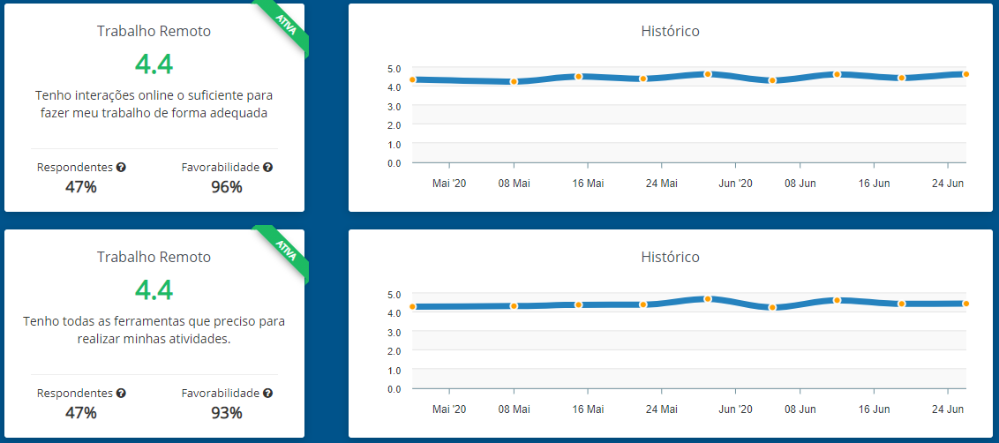 Trabalho Remoto
ATIVA
4.4
Tenho interações online o suficiente para
fazer meu trabalho de forma adequada
Respondentes
Favorabilidade
47%
96%
Histórico
5.0
4.0
3.0
2.0
1.0
0.0
Mai '20
08 Mai
16 Mai
24 Mai
Jun '20
08 Jun
16 Jun
24 Jun
Trabalho Remoto
ATIVA
4.4
Tenho todas as ferramentas que preciso para
realizar minhas atividades.
Respondentes
Favorabilidade
47%
93%
Histórico
5.0
4.0
3.0
2.0
1.0
0.0
Mai '20
08 Mai
16 Mai
24 Mai
Jun '20
08 Jun
16 Jun
24 Jun